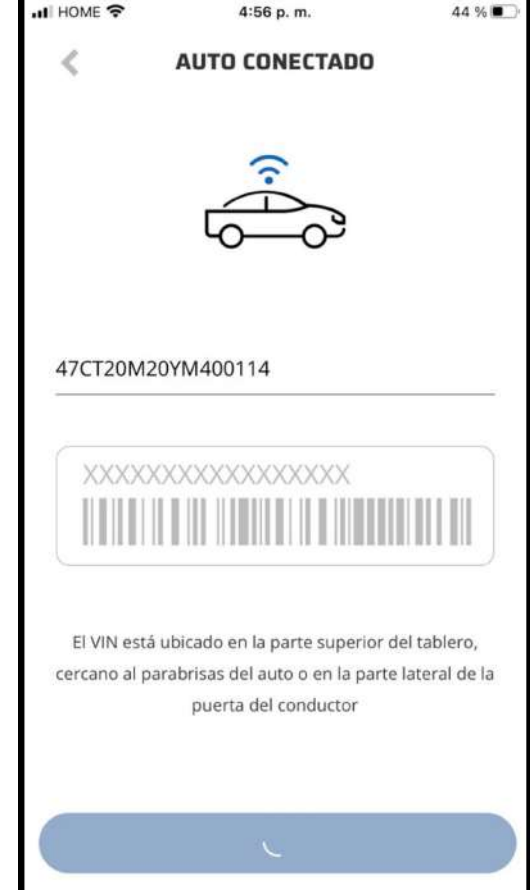 HOME 4:56 p. m. 44 %
AUTO CONECTADO
47CT20M20YM400114
XXXXXXXXXXXXXXXXX
El VIN está ubicado en la parte superior del tablero,
cercano al parabrisas del auto o en la parte lateral de la
puerta del conductor